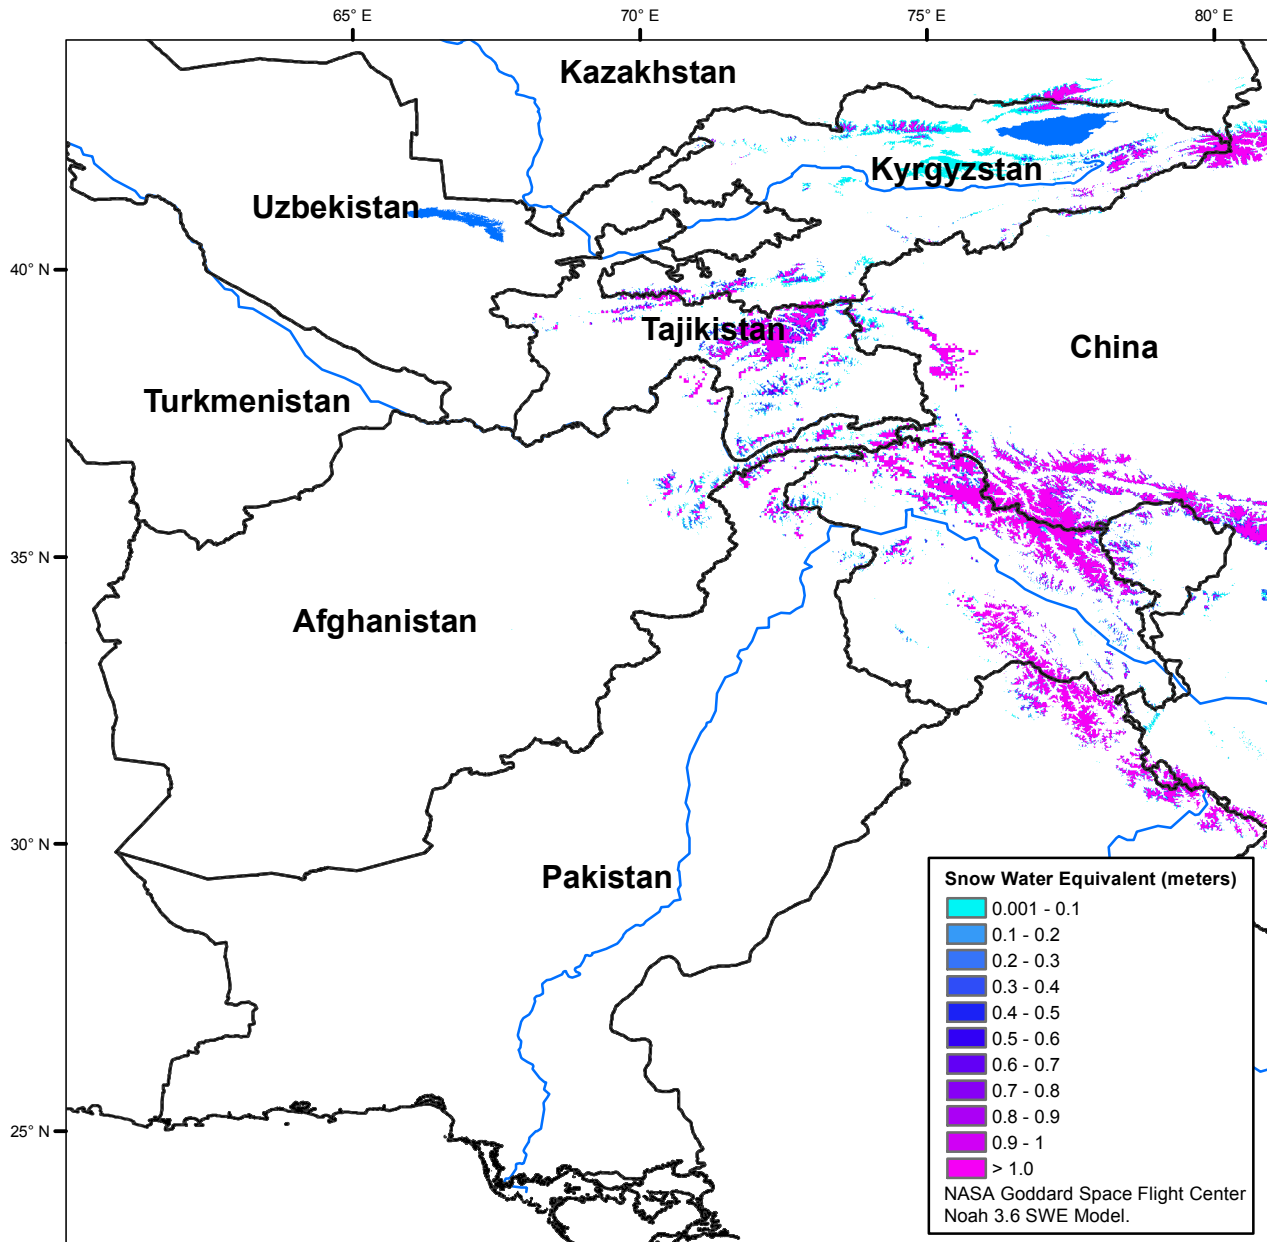 65° E
70° E
75° E
80° E
Kazakhstan
Kyrgyzstan
Uzbekistan
40° N
Tajikistan
China
Turkmenistan
35° N
Afghanistan
30° N
Pakistan
25° N
Snow Water Equivalent (meters)
0.001 - 0.1
0.1 - 0.2
0.2 - 0.3
0.3 - 0.4
0.4 - 0.5
0.5 - 0.6
0.6 - 0.7
0.7 - 0.8
0.8 - 0.9
0.9 - 1
> 1.0
NASA Goddard Space Flight Center
Noah 3.6 SWE Model.